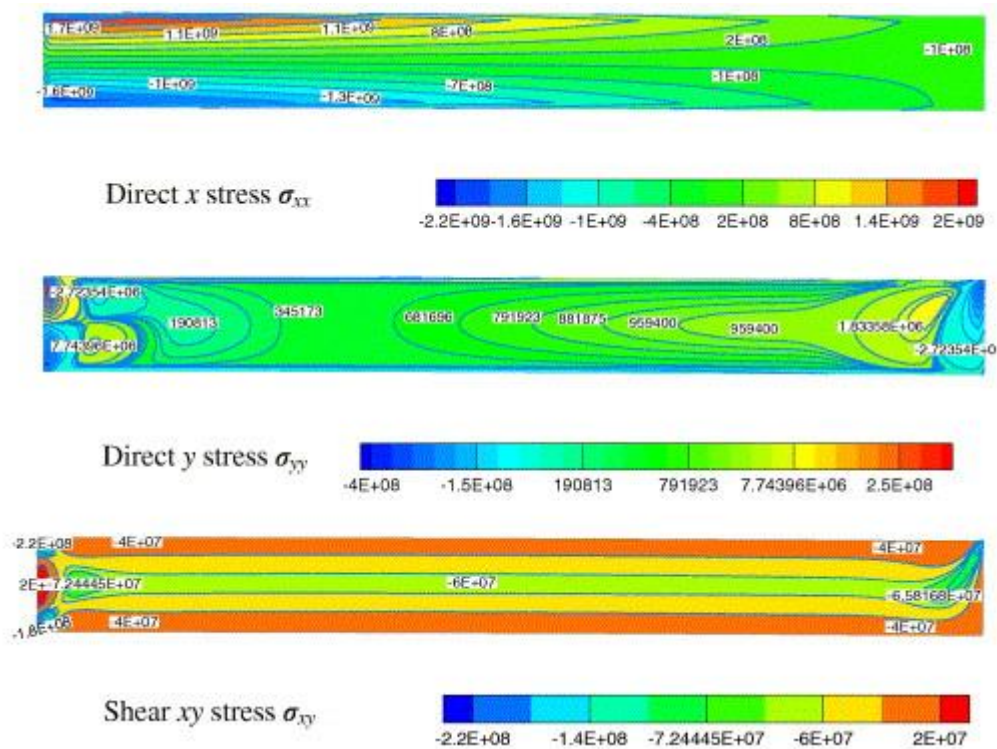 1.7E+09 1.1E+09 1.1E+09 8E+08 2E+08 -1E+08
-1.6E+09 -1E+09 -1.3E+09 -7E+08 -1E+08
Direct x stress σxx
-2.2E+09 -1.6E+09 -1E+09 -4E+08 2E+08 8E+08 1.4E+09 2E+09
-2.72354E+06 190813 345173 681696 791923 881875 959400 959400 1.83358E+06
7.74396E+06 -2.72354E+0
Direct y stress σyy
-4E+08 -1.5E+08 190813 791923 7.74396E+06 2.5E+08
-2.2E+08 -4E+07 -4E+07
2E+ -7.24445E+07 -6E+07 -6.58168E+07
-1.8E+08 -4E+07 -4E+07
Shear xy stress σxy
-2.2E+08 -1.4E+08 -7.24445E+07 -6E+07 2E+07